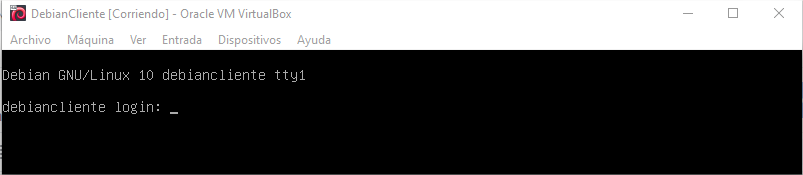 DebianCliente [Corriendo] - Oracle VM VirtualBox
Archivo Máquina Ver Entrada Dispositivos Ayuda
Debian GNU/Linux 10 debiancliente tty1
debiancliente login: _